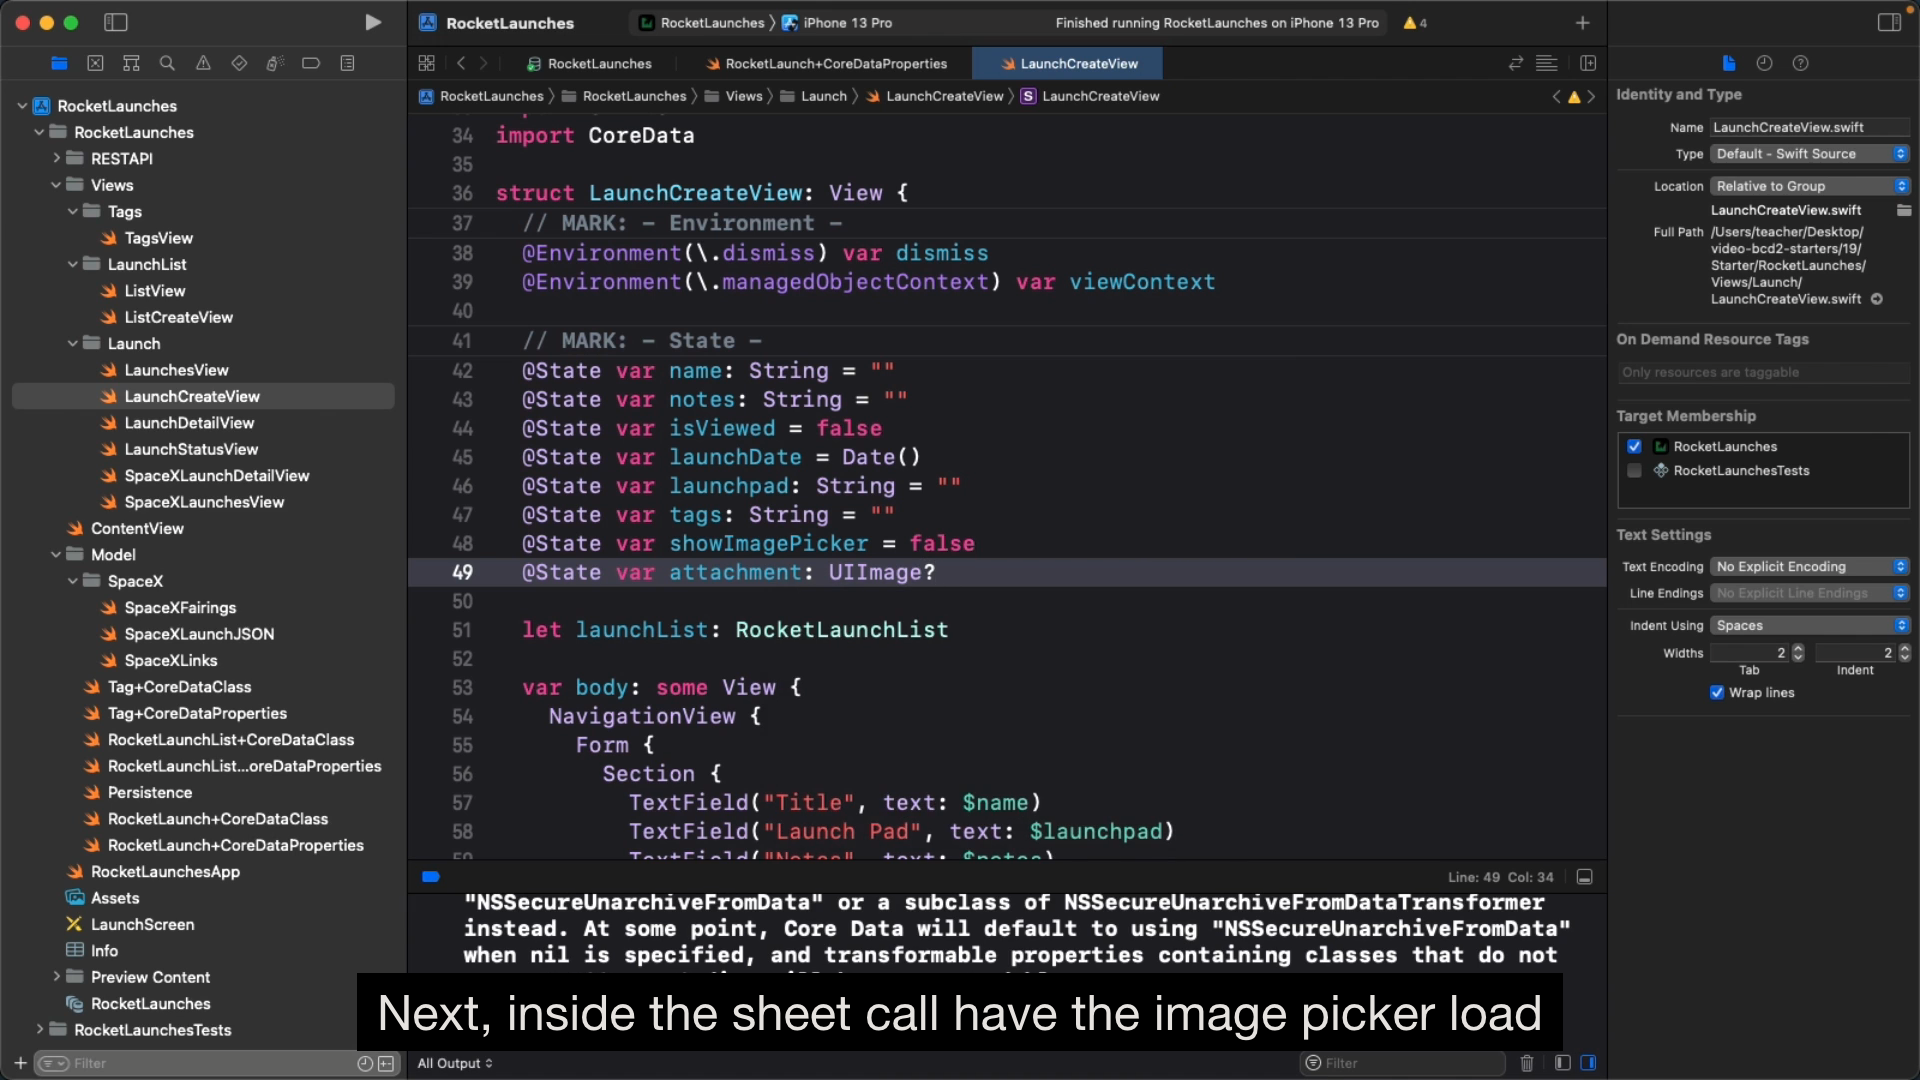 RocketLaunches
RocketLaunches
iPhone 13 Pro
Finished running RocketLaunches on iPhone 13 Pro
4
RocketLaunches
RocketLaunch+CoreDataProperties
LaunchCreateView
RocketLaunches
RocketLaunches
Views
Launch
LaunchCreateView
S LaunchCreateView
RocketLaunches
RocketLaunches
RESTAPI
Views
Tags
TagsView
LaunchList
ListView
ListCreateView
Launch
LaunchesView
LaunchCreateView
LaunchDetailView
LaunchStatusView
SpaceXLaunchDetailView
SpaceXLaunchesView
ContentView
Model
SpaceX
SpaceXFairings
SpaceXLaunchJSON
SpaceXLinks
Tag+CoreDataClass
Tag+CoreDataProperties
RocketLaunchList+CoreDataClass
RocketLaunchList...oreDataProperties
Persistence
RocketLaunch+CoreDataClass
RocketLaunch+CoreDataProperties
RocketLaunchesApp
Assets
LaunchScreen
Info
Preview Content
RocketLaunches
RocketLaunchesTests
Filter
34 import CoreData
35
36 struct LaunchCreateView: View {
37 // MARK: - Environment -
38 @Environment(\.dismiss) var dismiss
39 @Environment(\.managedObjectContext) var viewContext
40
41 // MARK: - State -
42 @State var name: String = ""
43 @State var notes: String = ""
44 @State var isViewed = false
45 @State var launchDate = Date()
46 @State var launchpad: String = ""
47 @State var tags: String = ""
48 @State var showImagePicker = false
49 @State var attachment: UIImage?
50
51 let launchList: RocketLaunchList
52
53 var body: some View {
54 NavigationView {
55 Form {
56 Section {
57 TextField("Title", text: $name)
58 TextField("Launch Pad", text: $launchpad)
59 TextField("Notes", text: $notes)
Line: 49 Col: 34
"NSSecureUnarchiveFromData" or a subclass of NSSecureUnarchiveFromDataTransformer
instead. At some point, Core Data will default to using "NSSecureUnarchiveFromData"
when nil is specified, and transformable properties containing classes that do not
Next, inside the sheet call have the image picker load
All Output
Filter
Identity and Type
Name LaunchCreateView.swift
Type Default - Swift Source
Location Relative to Group
LaunchCreateView.swift
Full Path /Users/teacher/Desktop/
video-bcd2-starters/19/
Starter/RocketLaunches/
Views/Launch/
LaunchCreateView.swift
On Demand Resource Tags
Only resources are taggable
Target Membership
RocketLaunches
RocketLaunchesTests
Text Settings
Text Encoding No Explicit Encoding
Line Endings No Explicit Line Endings
Indent Using Spaces
Widths 2 2
Tab Indent
Wrap lines